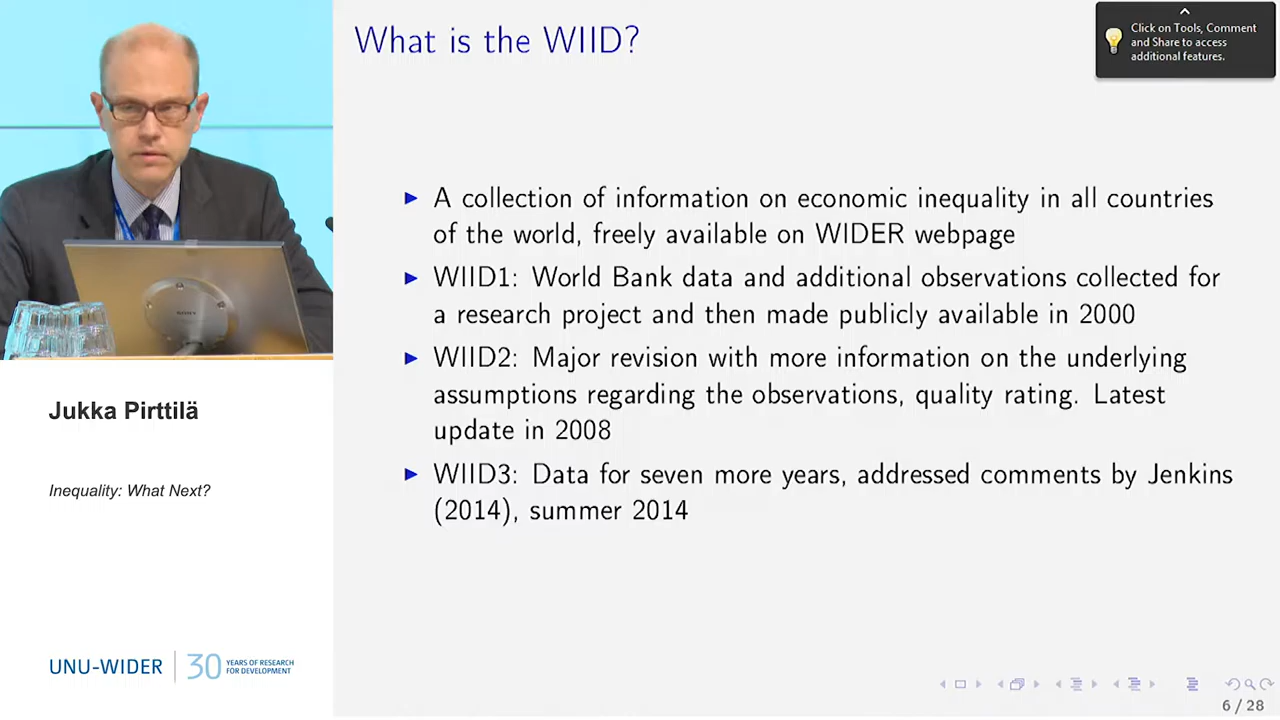 What is the WIID?
Click on Tools, Comment
and Share to access
additional features.
▶ A collection of information on economic inequality in all countries
of the world, freely available on WIDER webpage
▶ WIID1: World Bank data and additional observations collected for
a research project and then made publicly available in 2000
▶ WIID2: Major revision with more information on the underlying
assumptions regarding the observations, quality rating. Latest
update in 2008
▶ WIID3: Data for seven more years, addressed comments by Jenkins
(2014), summer 2014
SONY
Jukka Pirttilä
Inequality: What Next?
UNU-WIDER
30 YEARS OF RESEARCH
FOR DEVELOPMENT
6 / 28